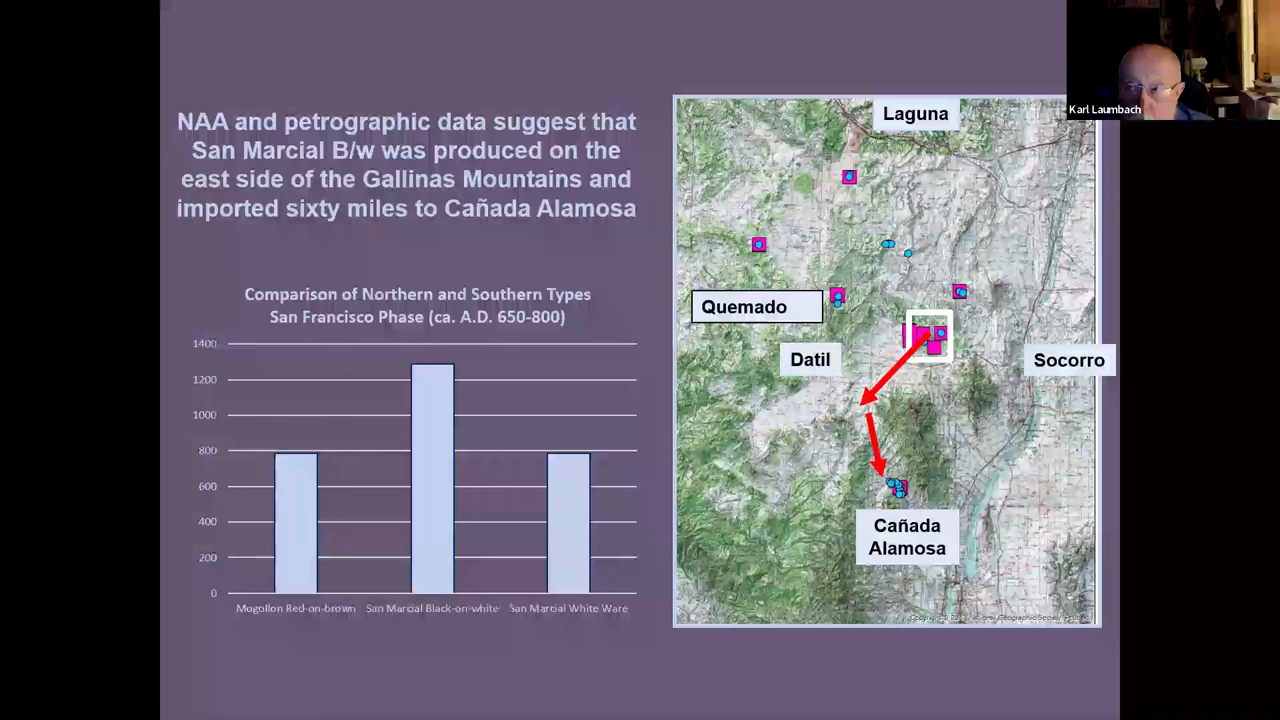 NAA and petrographic data suggest that
San Marcial B/w was produced on the
east side of the Gallinas Mountains and
imported sixty miles to Cañada Alamosa
Comparison of Northern and Southern Types
San Francisco Phase (ca. A.D. 650-800)
1400
1200
1000
800
600
400
200
0
Mogollon Red-on-brown
San Marcial Black-on-white
San Marcial White Ware
Laguna
Quemado
Datil
Socorro
Cañada
Alamosa
Karl Laumbach